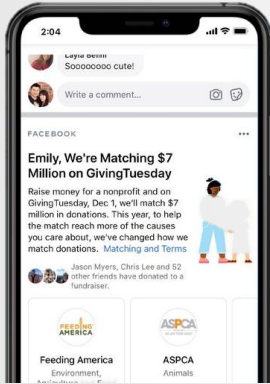 2:04
Layla Bellini
Soooooooo cute!
Write a comment...
FACEBOOK
Emily, We're Matching $7
Million on GivingTuesday
Raise money for a nonprofit and on
GivingTuesday, Dec 1, we'll match $7
million in donations. This year, to help
the match reach more of the causes
you care about, we've changed how we
match donations. Matching and Terms
Jason Myers, Chris Lee and 52
other friends have donated to a
fundraiser.
FEEDING
AMERICA
ASPCA
Feeding America
ASPCA
Environment,
Animals